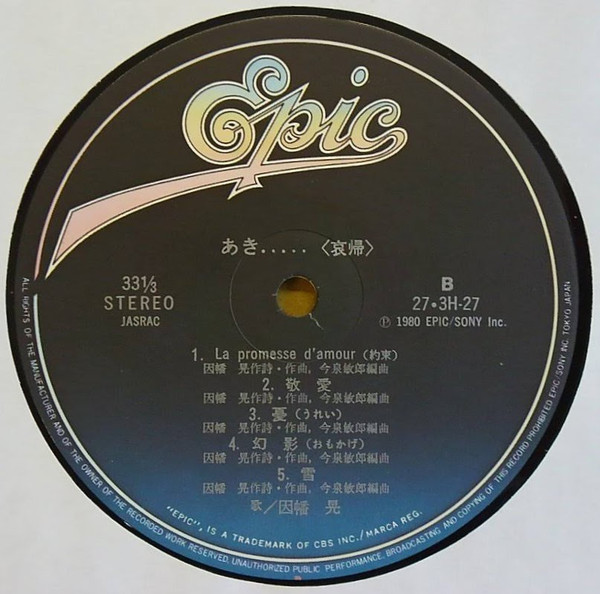 Epic
あき..... 〈哀帰〉
33⅓
STEREO
JASRAC
B
27•3H-27
Ⓟ 1980 EPIC/SONY Inc.
1. La promesse d'amour (約束)
因幡 晃作詩・作曲, 今泉敏郎編曲
2. 敬 愛
因幡 晃作詩・作曲, 今泉敏郎編曲
3. 憂 (うれい)
因幡 晃作詩・作曲, 今泉敏郎編曲
4. 幻 影 (おもかげ)
因幡 晃作詩・作曲, 今泉敏郎編曲
5. 雪
因幡 晃作詩・作曲, 今泉敏郎編曲
歌/因幡 晃
"EPIC", IS A TRADEMARK OF CBS INC./MARCA REG.
ALL RIGHTS OF THE MANUFACTURER AND OF THE OWNER OF THE RECORDED WORK RESERVED. UNAUTHORIZED PUBLIC PERFORMANCE, BROADCASTING AND COPYING OF THIS RECORD PROHIBITED EPIC/SONY INC. TOKYO JAPAN